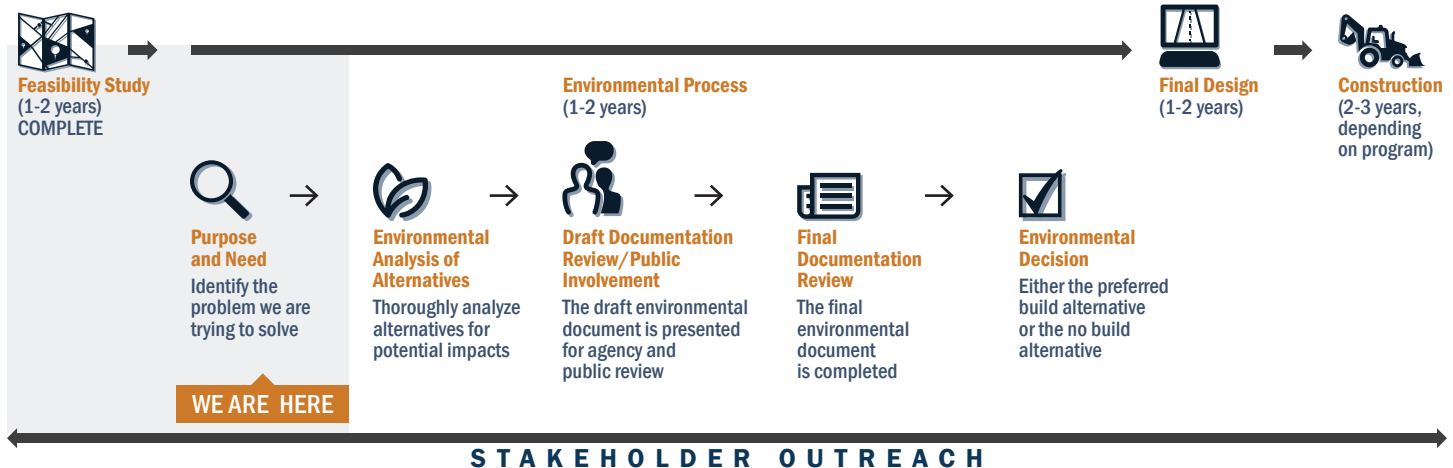 Feasibility Study
(1-2 years)
COMPLETE
Environmental Process
(1-2 years)
Final Design
(1-2 years)
Construction
(2-3 years,
depending
on program)
Purpose
and Need
Identify the
problem we are
trying to solve
Environmental
Analysis of
Alternatives
Thoroughly analyze
alternatives for
potential impacts
Draft Documentation
Review/Public
Involvement
The draft environmental
document is presented
for agency and
public review
Final
Documentation
Review
The final
environmental
document
is completed
Environmental
Decision
Either the preferred
build alternative
or the no build
alternative
WE ARE HERE
STAKEHOLDER OUTREACH